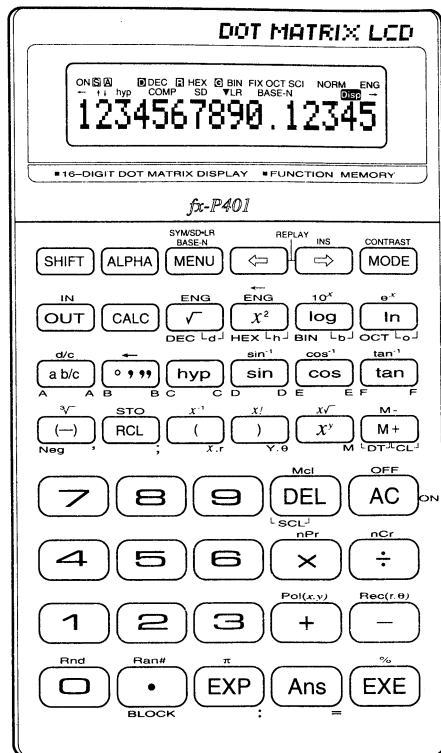 DOT MATRIX LCD
ON S A D DEC R HEX G BIN FIX OCT SCI NORM ENG
← ↑↓ hyp COMP SD ▼LR BASE-N Disp →
1234567890.12345
▪16-DIGIT DOT MATRIX DISPLAY ▪FUNCTION MEMORY
fx-P401
SYM/SD•LR REPLAY INS CONTRAST
BASE-N
SHIFT ALPHA MENU ⇦ ⇨ MODE
IN ENG ←ENG 10ˣ eˣ
OUT CALC √ x² log ln
DEC └d┘ HEX └h┘ BIN └b┘ OCT └o┘
d/c ← sin⁻¹ cos⁻¹ tan⁻¹
a b/c ° ’ ” hyp sin cos tan
A A B B C C D D E E F F
³√ STO x⁻¹ x! x√ M-
(—) RCL ( ) xʸ M+
Neg ’ ; X.r Y.θ M └DT┘└CL┘
Mcl OFF
7 8 9 DEL AC ON
└SCL┘
nPr nCr
4 5 6 × ÷
Pol(x.y) Rec(r.θ)
1 2 3 + −
Rnd Ran# π %
0 • EXP Ans EXE
BLOCK : =